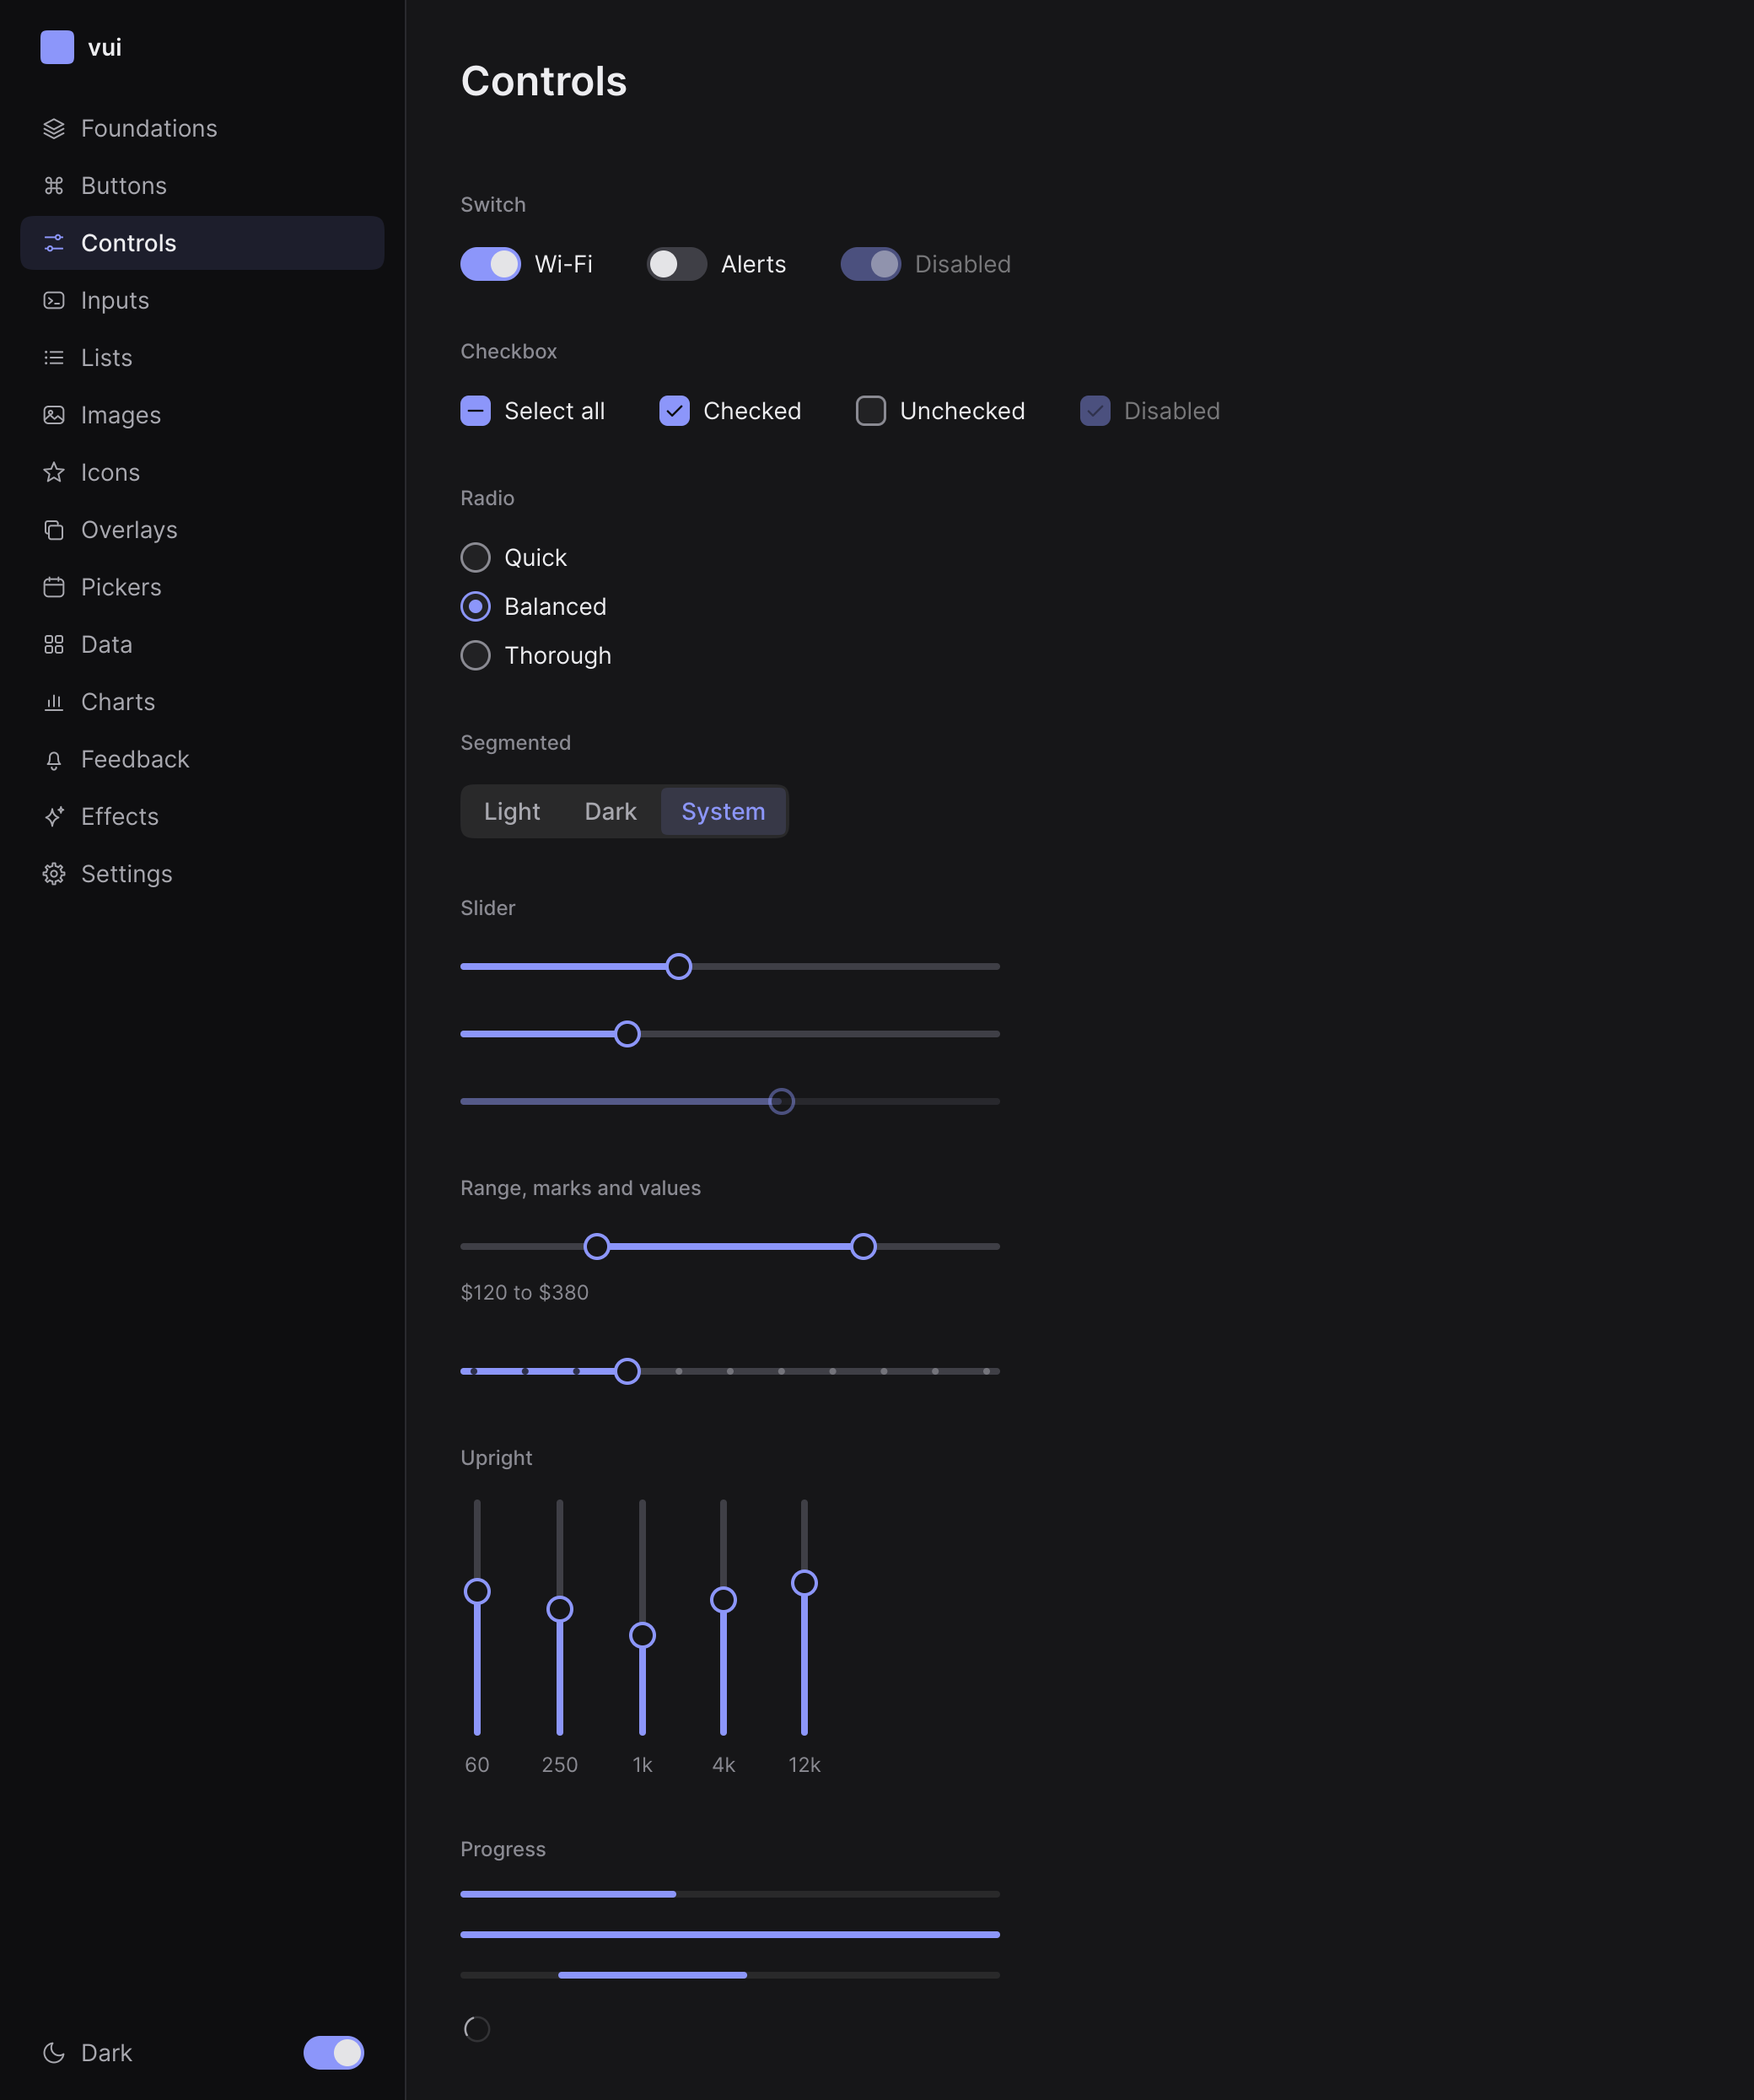 vui
Foundations
Buttons
Controls
Inputs
Lists
Images
Icons
Overlays
Pickers
Data
Charts
Feedback
Effects
Settings
Dark
Controls
Switch
Wi-Fi Alerts Disabled
Checkbox
Select all Checked Unchecked Disabled
Radio
Quick
Balanced
Thorough
Segmented
Light Dark System
Slider
Range, marks and values
$120 to $380
Upright
60 250 1k 4k 12k
Progress